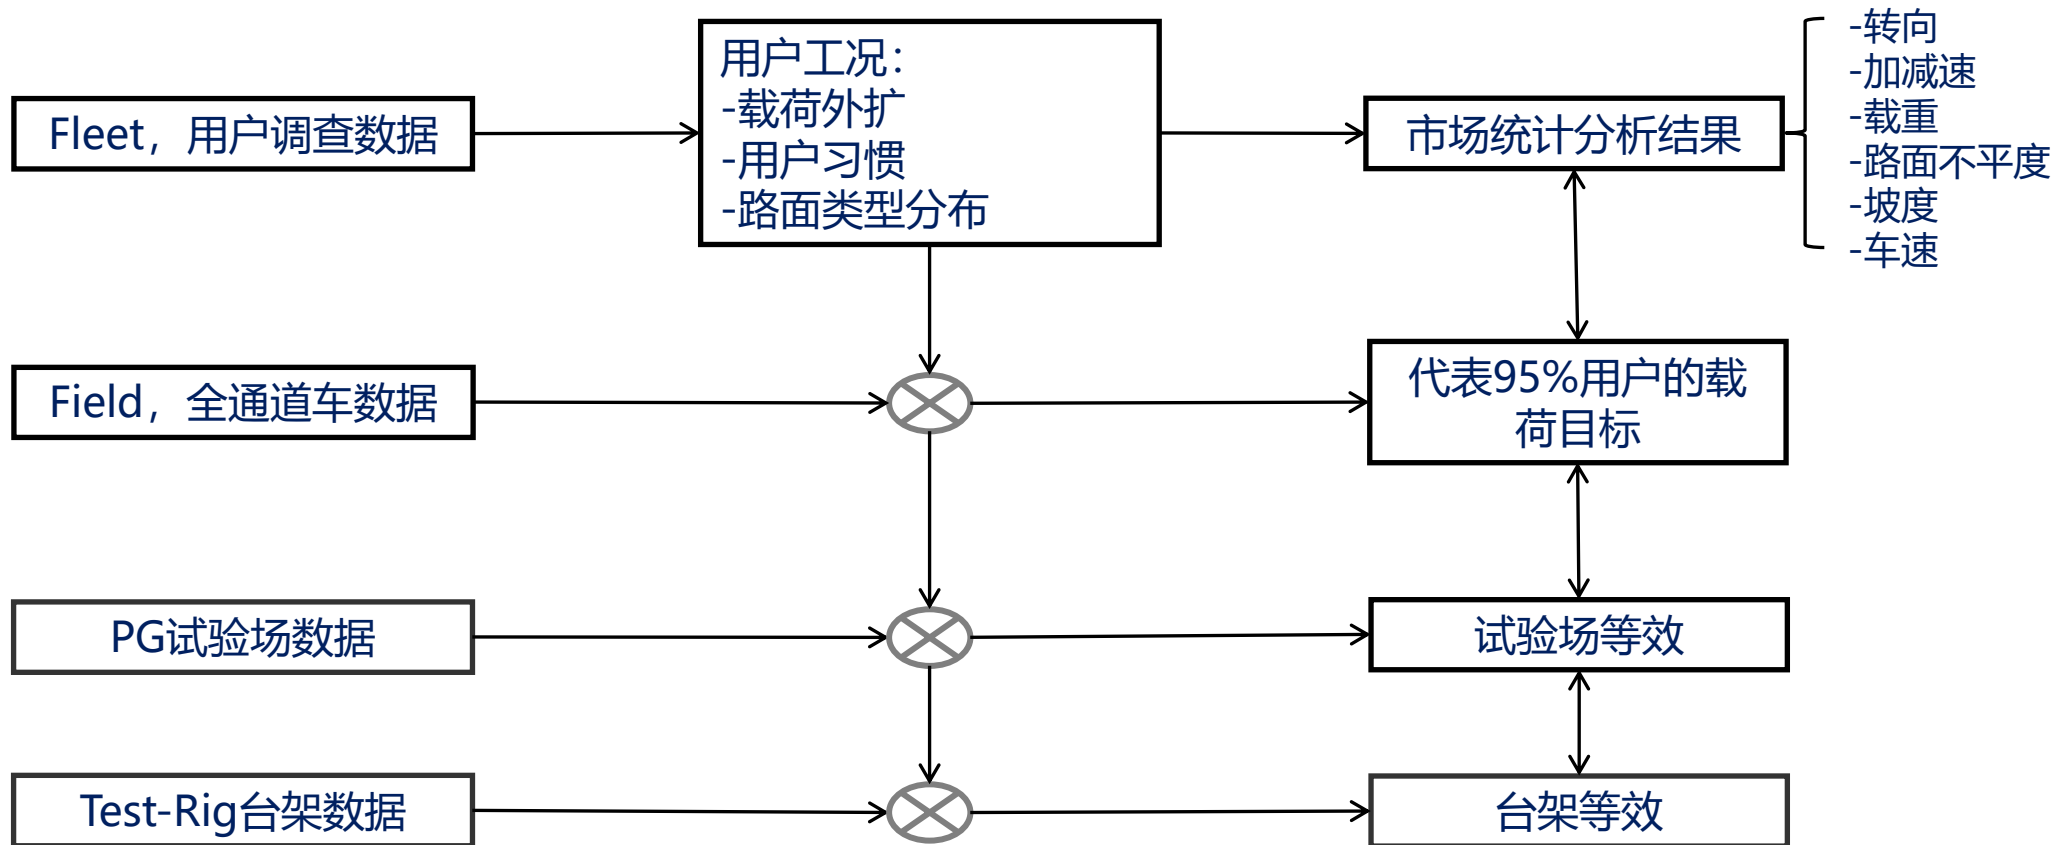 Fleet，用户调查数据
用户工况：
-载荷外扩
-用户习惯
-路面类型分布
市场统计分析结果
-转向
-加减速
-载重
-路面不平度
-坡度
-车速
Field，全通道车数据
代表95%用户的载
荷目标
PG试验场数据
试验场等效
Test-Rig台架数据
台架等效